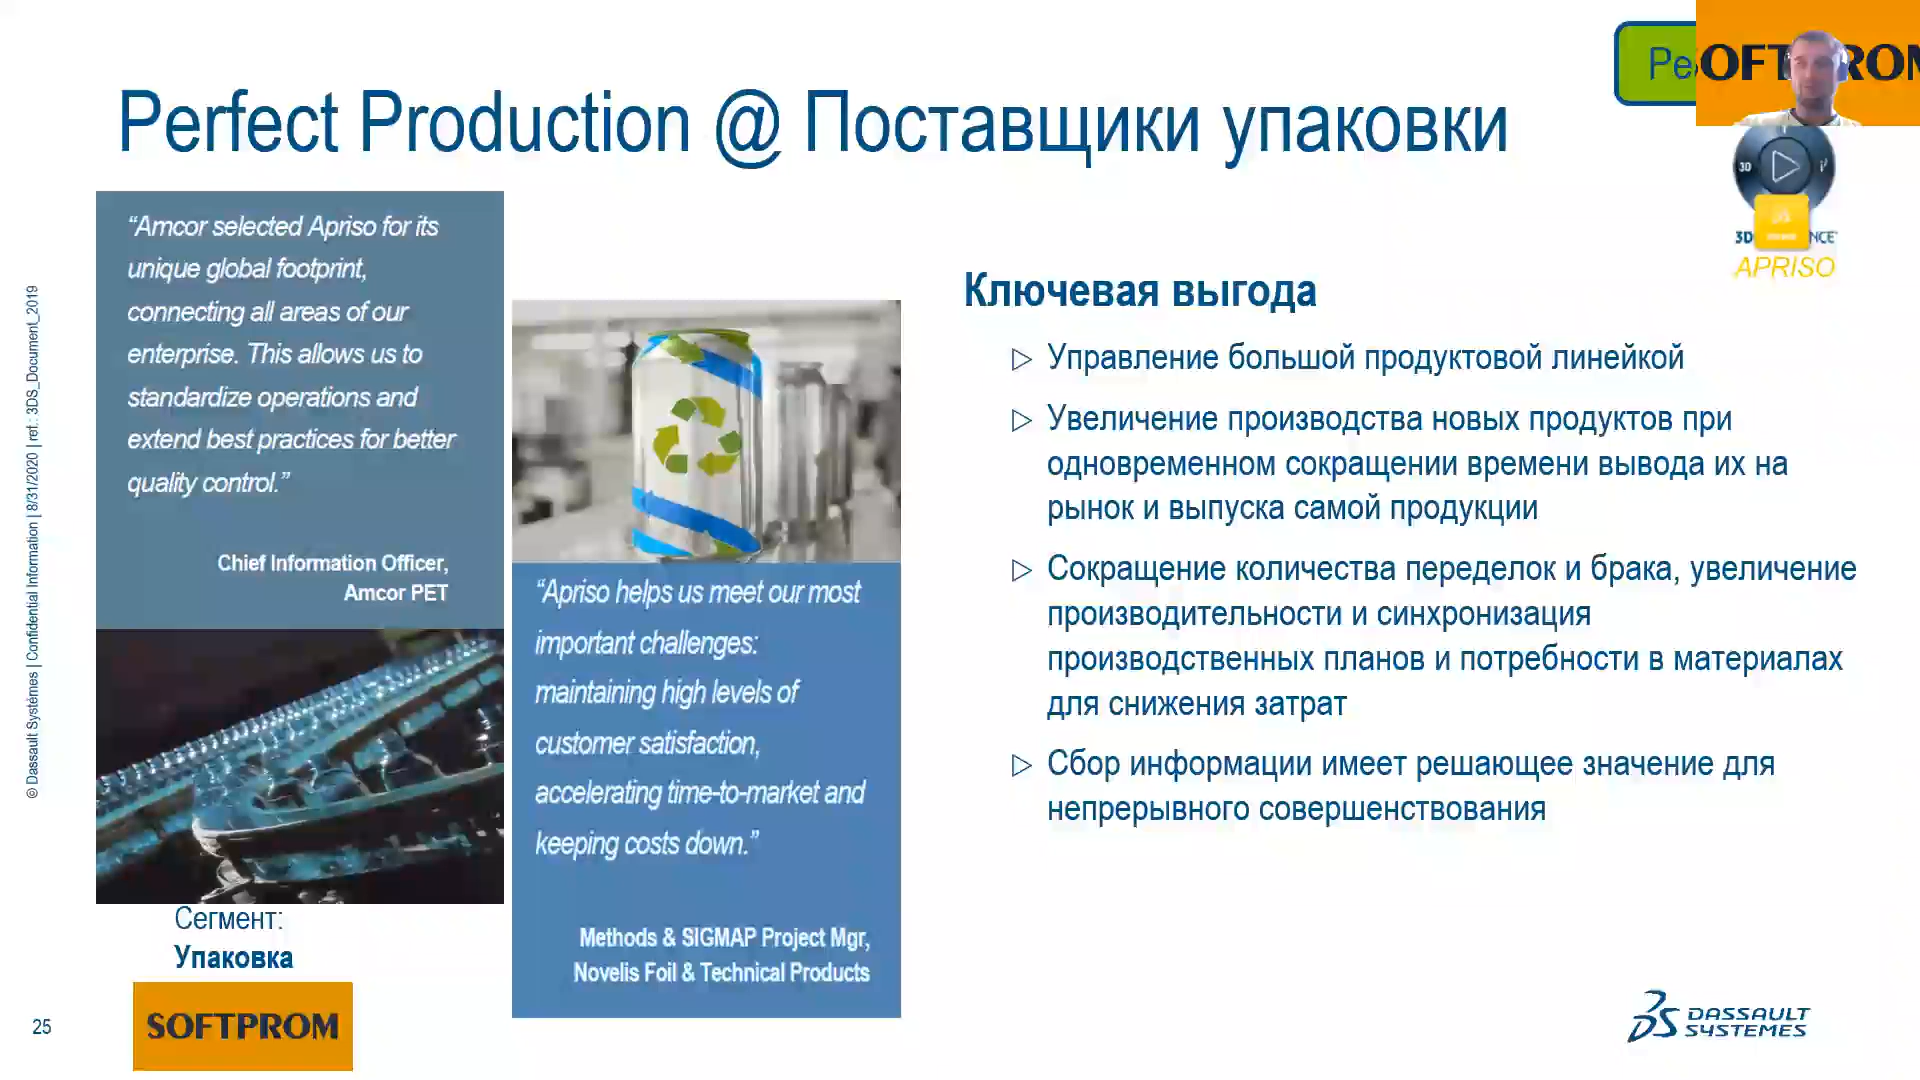 Perfect Production @ Поставщики упаковки
SOFTPROM
3D
APRISO
“Amcor selected Apriso for its
unique global footprint,
connecting all areas of our
enterprise. This allows us to
standardize operations and
extend best practices for better
quality control.”
Chief Information Officer,
Amcor PET
“Apriso helps us meet our most
important challenges:
maintaining high levels of
customer satisfaction,
accelerating time-to-market and
keeping costs down.”
Methods & SIGMAP Project Mgr,
Novelis Foil & Technical Products
Ключевая выгода
Управление большой продуктовой линейкой
Увеличение производства новых продуктов при
одновременном сокращении времени вывода их на
рынок и выпуска самой продукции
Сокращение количества переделок и брака, увеличение
производительности и синхронизация
производственных планов и потребности в материалах
для снижения затрат
Сбор информации имеет решающее значение для
непрерывного совершенствования
Сегмент:
Упаковка
© Dassault Systèmes | Confidential Information | 8/31/2020 | ref.: 3DS_Document_2019
25
SOFTPROM
DASSAULT
SYSTEMES